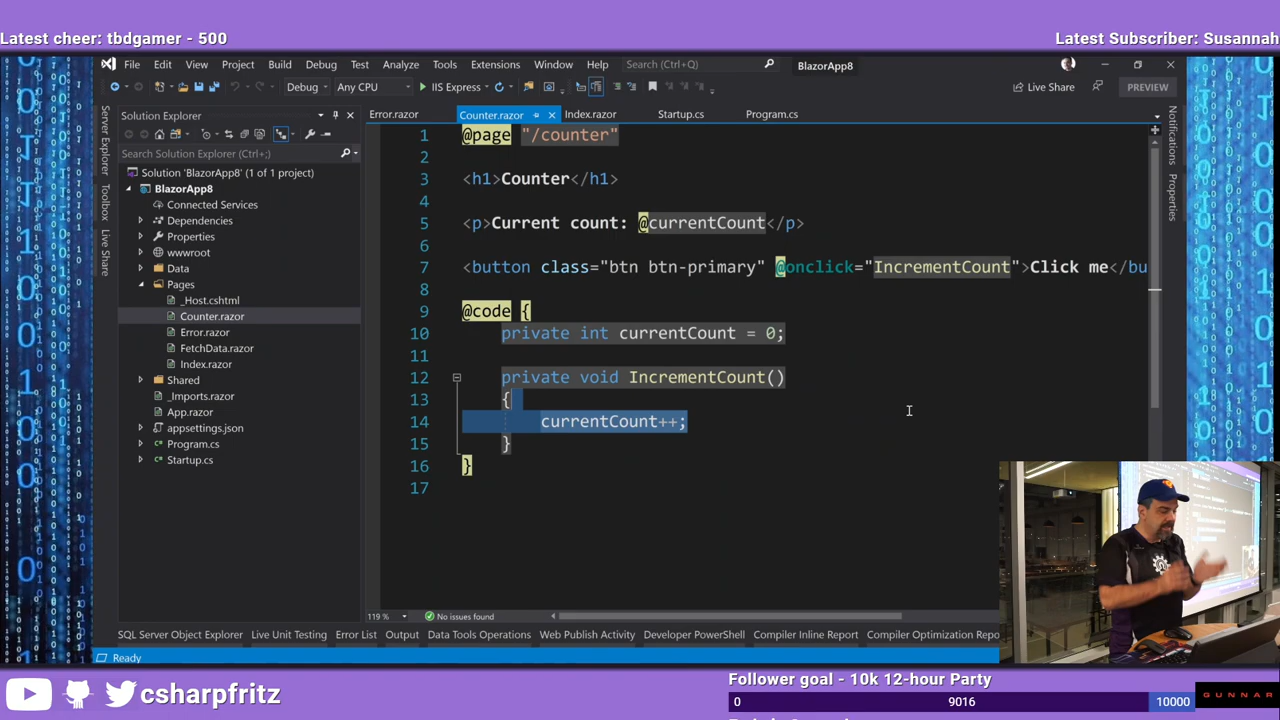 Latest cheer: tbdgamer - 500
Latest Subscriber: Susannah
File Edit View Project Build Debug Test Analyze Tools Extensions Window Help Search (Ctrl+Q) BlazorApp8
Debug Any CPU IIS Express Live Share PREVIEW
Server Explorer
Toolbox
Live Share
Solution Explorer
Search Solution Explorer (Ctrl+;)
Solution 'BlazorApp8' (1 of 1 project)
BlazorApp8
Connected Services
Dependencies
Properties
wwwroot
Data
Pages
_Host.cshtml
Counter.razor
Error.razor
FetchData.razor
Index.razor
Shared
_Imports.razor
App.razor
appsettings.json
Program.cs
Startup.cs
Error.razor Counter.razor Index.razor Startup.cs Program.cs
1 @page "/counter"
2
3 <h1>Counter</h1>
4
5 <p>Current count: @currentCount</p>
6
7 <button class="btn btn-primary" @onclick="IncrementCount">Click me</bu
8
9 @code {
10 private int currentCount = 0;
11
12 private void IncrementCount()
13 {
14 currentCount++;
15 }
16 }
17
Notifications
Properties
119 % No issues found
SQL Server Object Explorer Live Unit Testing Error List Output Data Tools Operations Web Publish Activity Developer PowerShell Compiler Inline Report Compiler Optimization Repo
Ready
csharpfritz
Follower goal - 10k 12-hour Party
0 9016 10000
GUNNAR